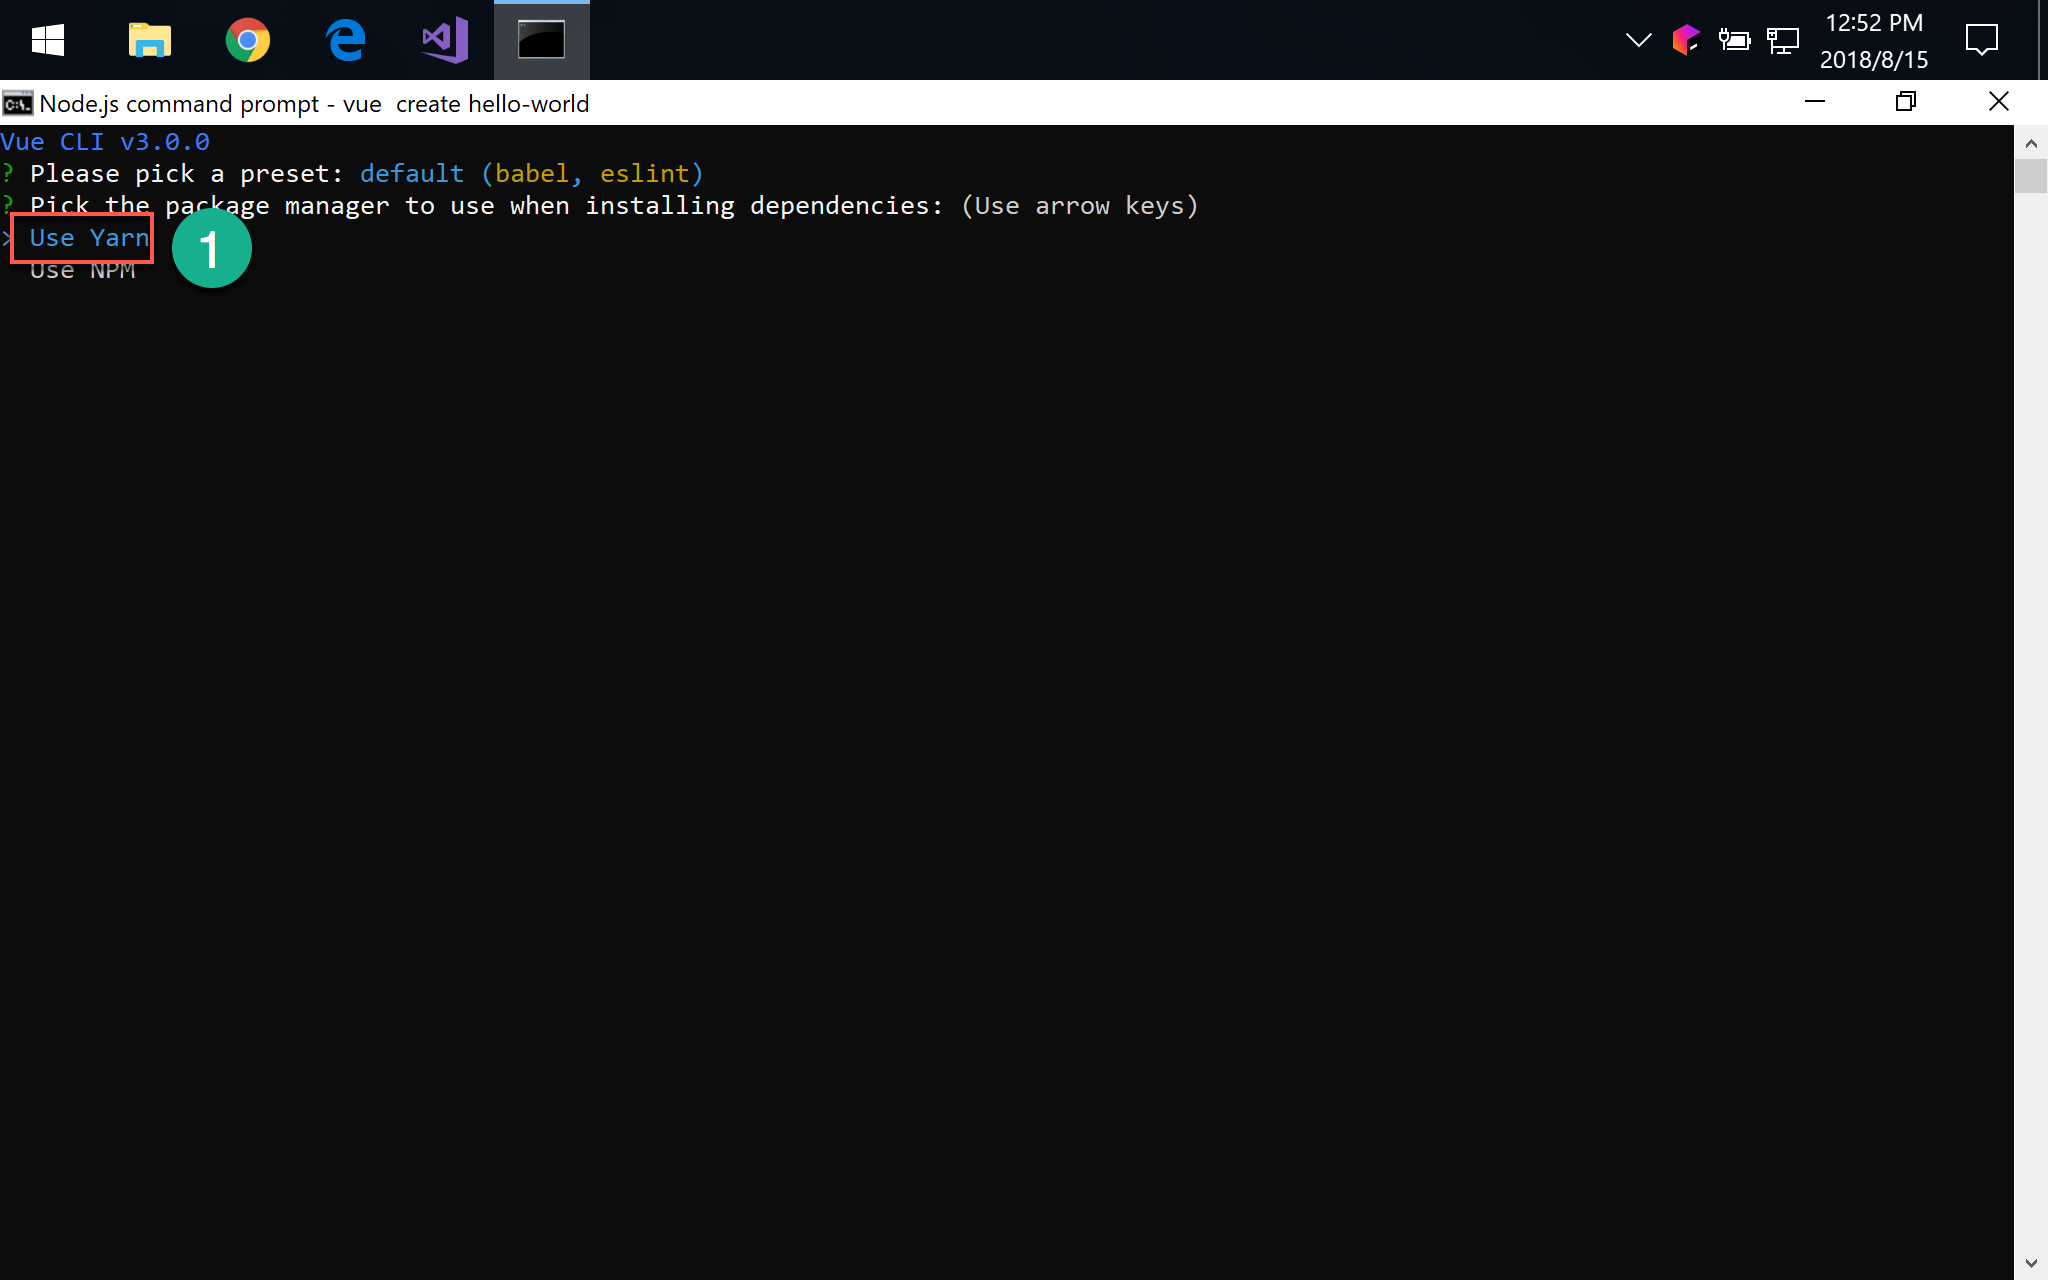 12:52 PM
2018/8/15
Node.js command prompt - vue  create hello-world
Vue CLI v3.0.0
? Please pick a preset: default (babel, eslint)
? Pick the package manager to use when installing dependencies: (Use arrow keys)
> Use Yarn
1
Use NPM